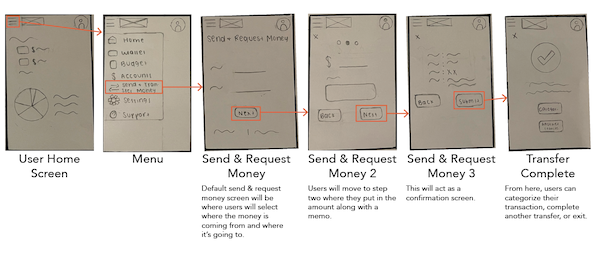 Home
Wallet
Budget
Accounts
Send + Tran
sfer Money
Settings
Support
Send + Request Money
Next
x
$
Back
Next
x
$
: xx
Back
Submit
x
User Home
Screen
Menu
Send & Request
Money
Default send & request
money screen will be
where users will select
where the money is
coming from and where
it's going to.
Send & Request
Money 2
Users will move to step
two where they put in the
amount along with a
memo.
Send & Request
Money 3
This will act as a
confirmation screen.
Transfer
Complete
From here, users can
categorize their
transaction, complete
another transfer, or exit.